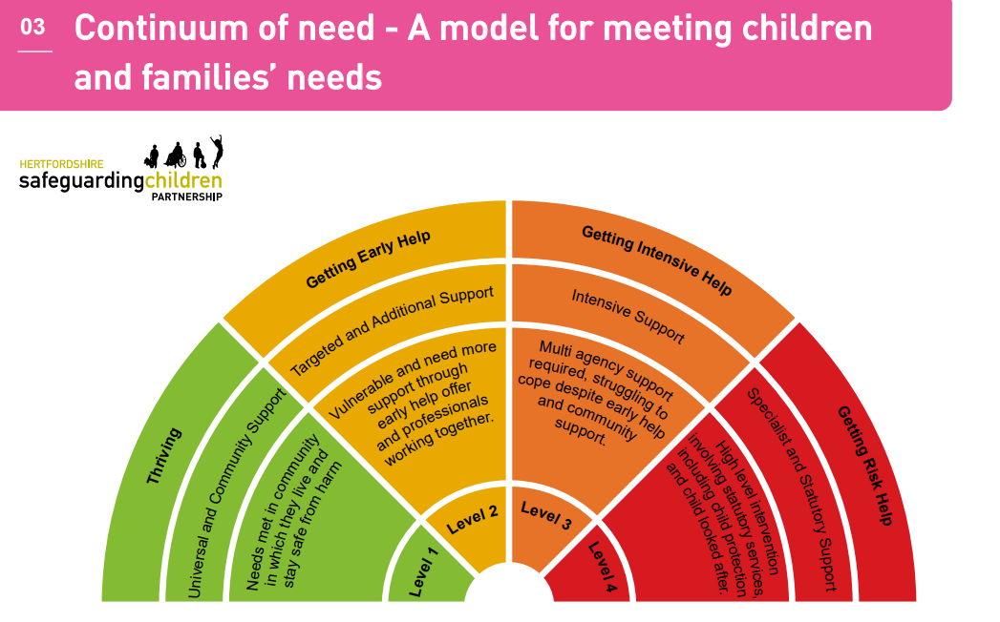 03
Continuum of need - A model for meeting children
and families’ needs
HERTFORDSHIRE
safeguardingchildren
PARTNERSHIP
Thriving
Universal and Community Support
Needs met in community
in which they live and
stay safe from harm
Level 1
Getting Early Help
Targeted and Additional Support
Vulnerable and need more
support through
early help offer
and professionals
working together.
Level 2
Getting Intensive Help
Intensive Support
Multi agency support
required, struggling to
cope despite early help
and community
support.
Level 3
Getting Risk Help
Specialist and Statutory Support
High level intervention
involving statutory services,
including child protection
and child looked after.
Level 4